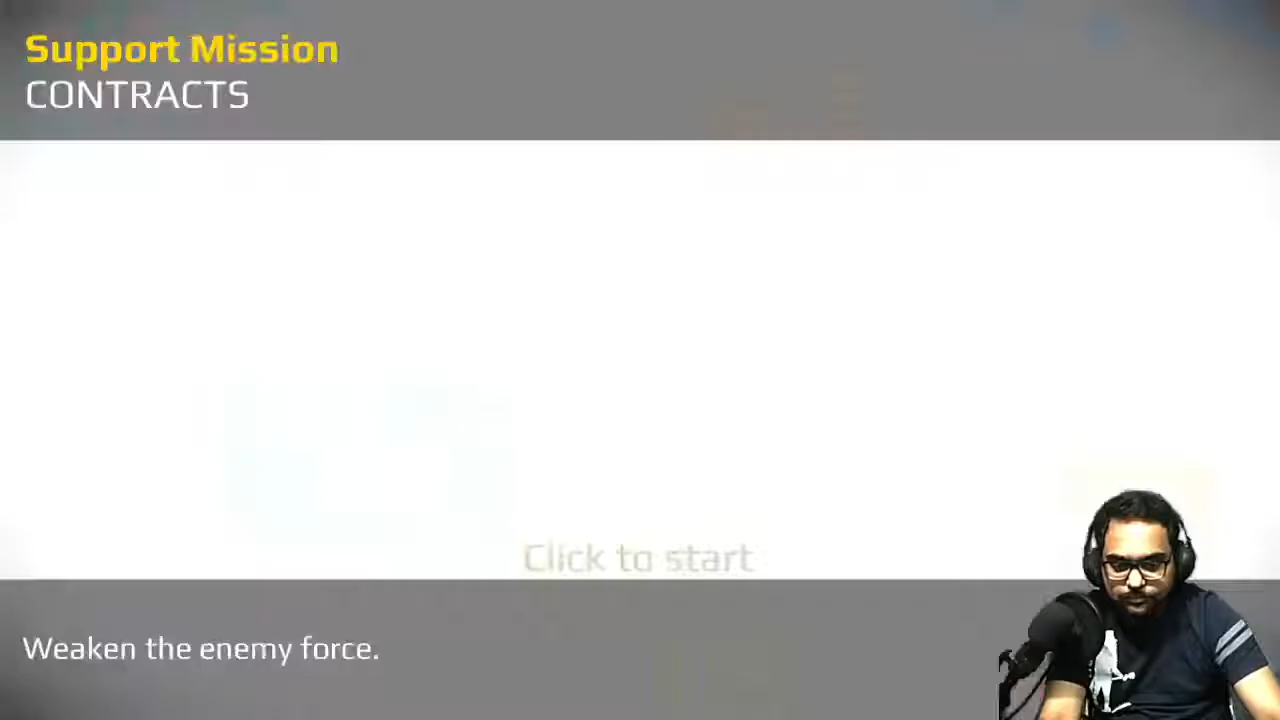 Support Mission
CONTRACTS
Click to start
Weaken the enemy force.